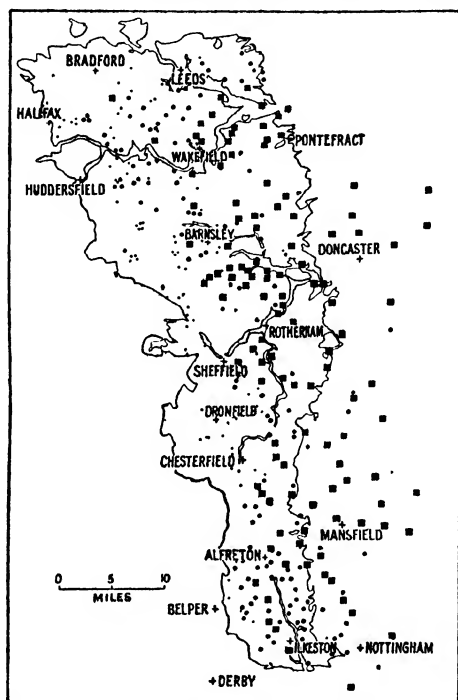 BRADFORD
LEEDS
HALIFAX
PONTEFRACT
WAKEFIELD
HUDDERSFIELD
BARNSLEY
DONCASTER
ROTHERHAM
SHEFFIELD
DRONFIELD
CHESTERFIELD
MANSFIELD
ALFRETON
0 5 10
MILES
BELPER
ILKESTON
NOTTINGHAM
DERBY